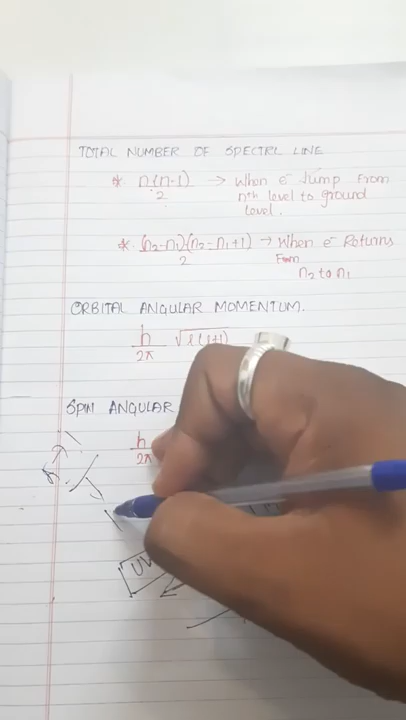 TOTAL NUMBER OF SPECTRL LINE
* n(n-1) → When e⁻ Jump From
2 nth level to ground
level.
* (n₂-n₁)(n₂-n₁+1) → When e⁻ Returns
2 From
n₂ to n₁
ORBITAL ANGULAR MOMENTUM.
h √l(l+1)
2π
SPIN ANGULAR
h
2π
UV